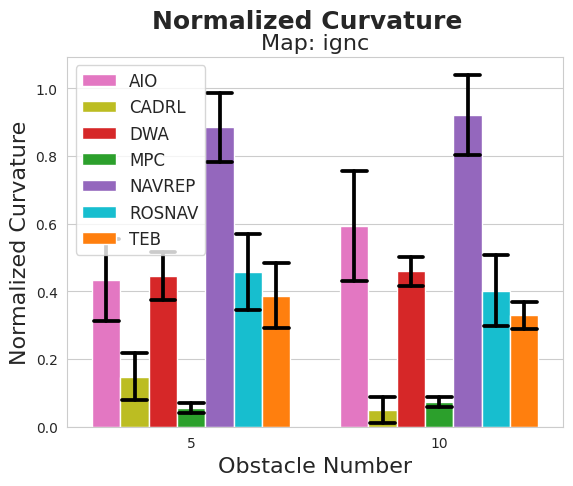 Normalized Curvature
Map: ignc
Normalized Curvature
1.0
0.8
0.6
0.4
0.2
0.0
AIO
CADRL
DWA
MPC
NAVREP
ROSNAV
TEB
5
10
Obstacle Number